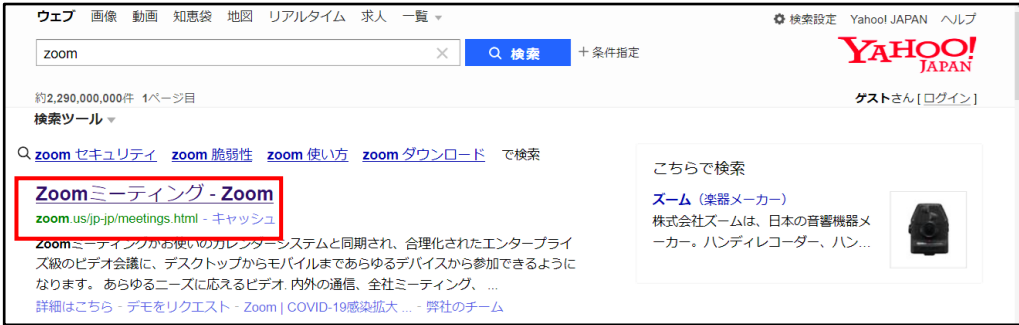 ウェブ 画像 動画 知恵袋 地図 リアルタイム 求人 一覧
検索設定 Yahoo! JAPAN ヘルプ
zoom
検索
+条件指定
YAHOO!
JAPAN
約2,290,000,000件 1ページ目
ゲストさん [ログイン]
検索ツール
zoom セキュリティ zoom 脆弱性 zoom 使い方 zoom ダウンロード で検索
Zoomミーティング - Zoom
zoom.us/jp-jp/meetings.html - キャッシュ
Zoomミーティングがお使いのカレンダーシステムと同期され、合理化されたエンタープライ
ズ級のビデオ会議に、デスクトップからモバイルまであらゆるデバイスから参加できるように
なります。 あらゆるニーズに応えるビデオ. 内外の通信、全社ミーティング、 ...
詳細はこちら - デモをリクエスト - Zoom | COVID-19感染拡大 ... - 弊社のチーム
こちらで検索
ズーム（楽器メーカー）
株式会社ズームは、日本の音響機器メ
ーカー。ハンディレコーダー、ハン...